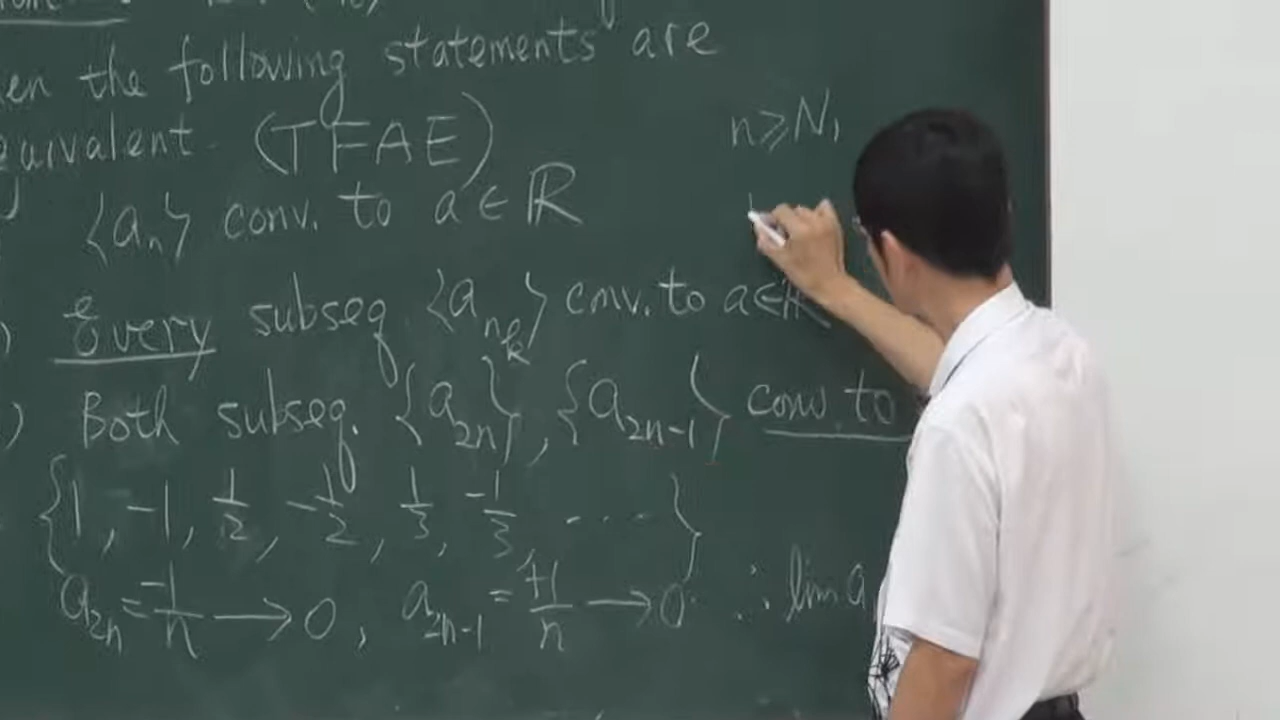 en the following statements are
equivalent (TFAE)
n ≥ N₁
⟨aₙ⟩ conv. to a ∈ ℝ
) every subseq ⟨a_{n_k}⟩ conv. to a ∈ ℝ
) Both subseq. {a_{2n}}, {a_{2n-1}} conv to
{1, -1, 1/2, -1/2, 1/3, -1/3, ...}
a_{2n} = -1/n → 0, a_{2n-1} = +1/n → 0 ∴ lim a